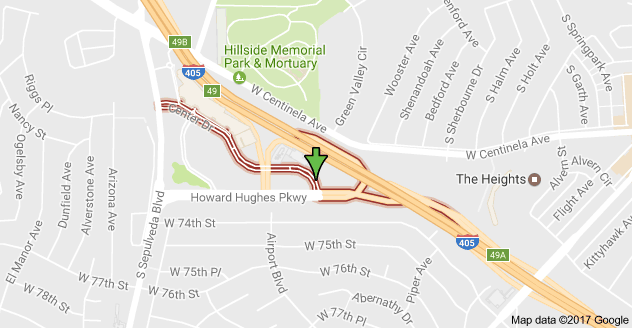 49B
405
49
Hillside Memorial
Park & Mortuary
W Centinela Ave
Green Valley Cir
Wooster Ave
Shenandoah Ave
Bedford Ave
S Sherbourne Dr
enford Ave
S Halm Ave
S Holt Ave
S Springpark Ave
S Garth Ave
W Centinela Ave
Riggs Pl
Nancy St
Ogelsby Ave
Dunfield Ave
Alverstone Ave
Arizona Ave
El Manor Ave
S Sepulveda Blvd
Center Dr
Howard Hughes Pkwy
The Heights
Alvern St
Alvern Cir
Flight Ave
Kittyhawk Ave
W 74th St
W 75th St
W 76th St
W 75th Pl
W 76th St
W 77th St
W 78th St
Airport Blvd
Abernathy Dr
Piper Ave
405
49A
Map data ©2017 Google